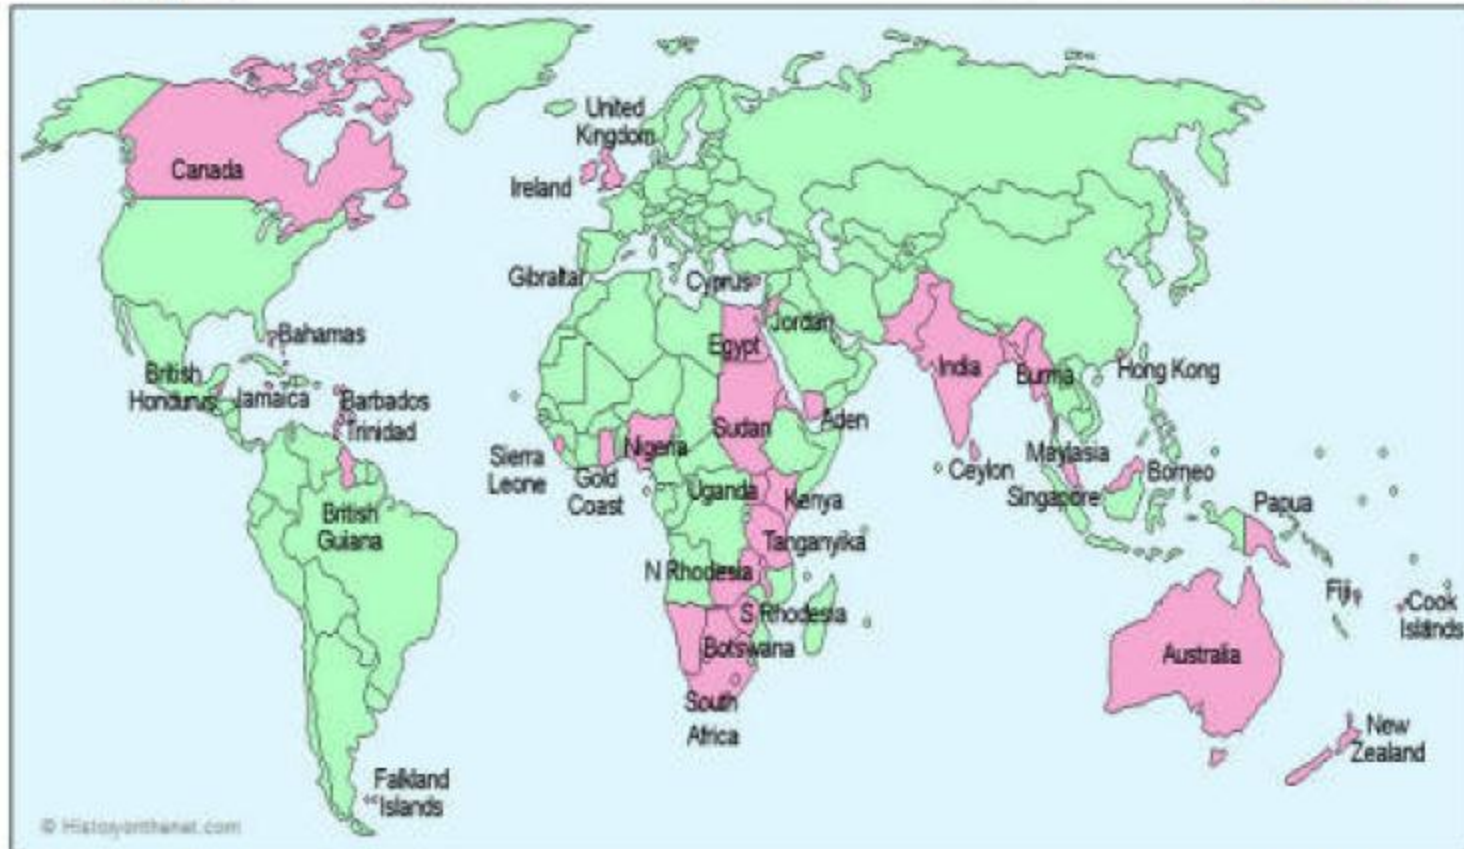 United
Kingdom
Canada
Ireland
Gibraltar
Cyprus
Jordan
Bahamas
Egypt
British
Hondurus
Jamaica
Barbados
Trinidad
India
Burma
Hong Kong
Aden
Sudan
Nigeria
Sierra
Leone
Gold
Coast
Maylasia
Ceylon
Borneo
Singapore
Uganda
Kenya
Papua
British
Guiana
Tanganyika
N Rhodesia
S Rhodesia
Fiji
Cook
Islands
Botswana
Australia
South
Africa
New
Zealand
Falkland
Islands
© Historyonthenet.com